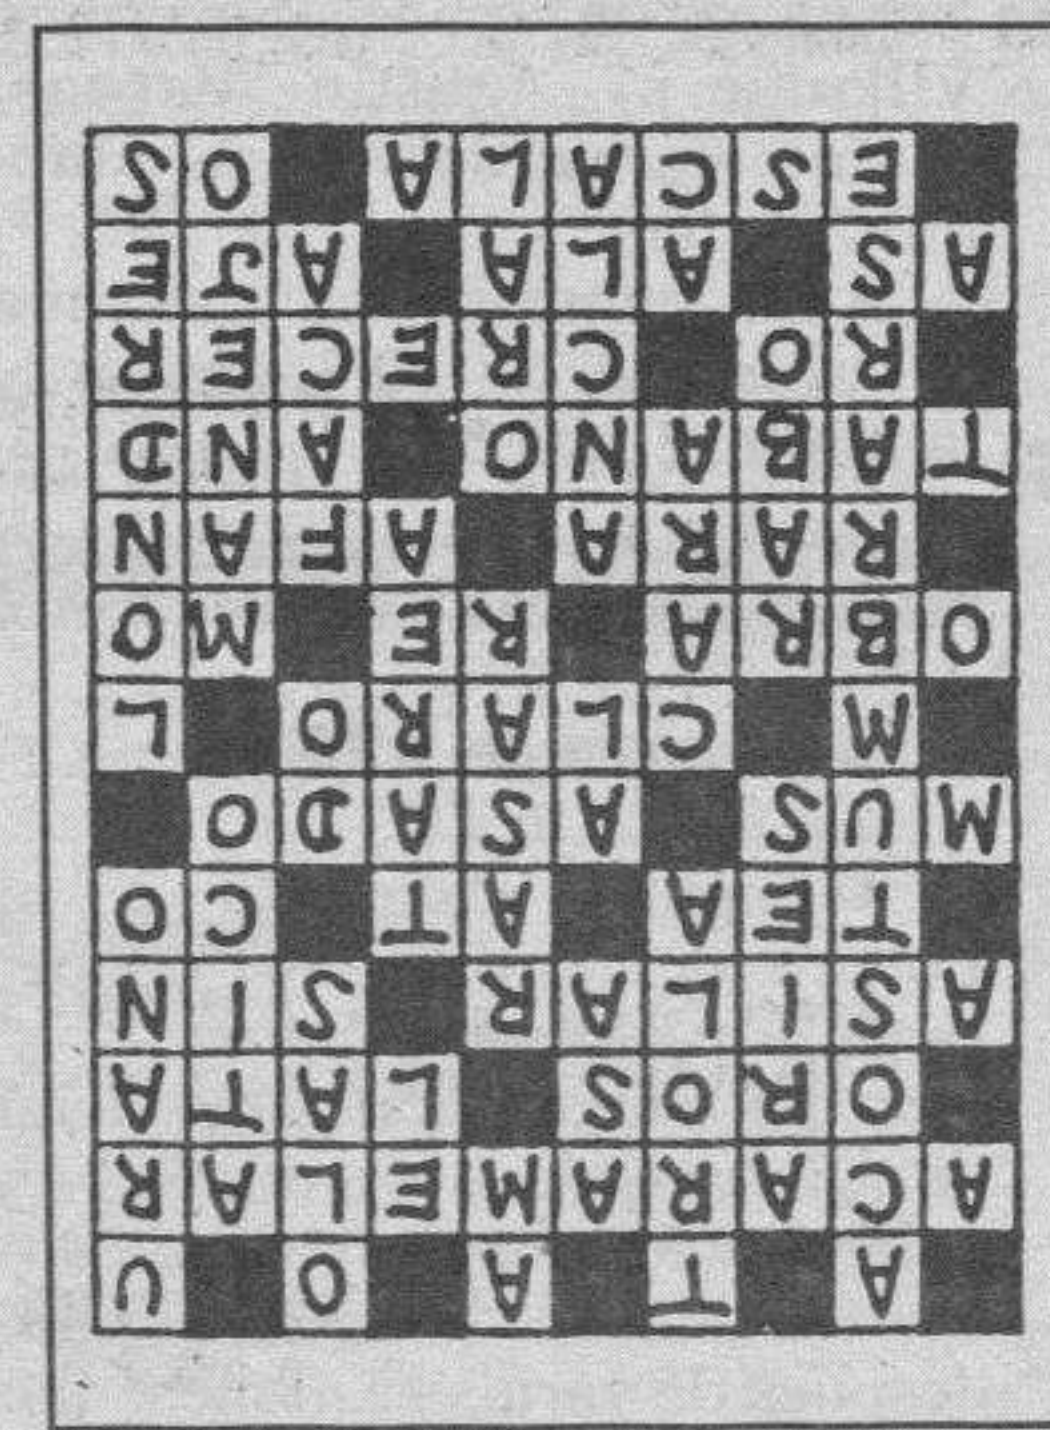 A T A O U
ACARAMELAR
OROS LATA
ASILAR SIN
TEA AT CO
MUS ASADO
M CLARO L
OBRA RE MO
RARA AFAN
TABANO AND
RO CRECER
AS ALA AYE
ESCALA OS